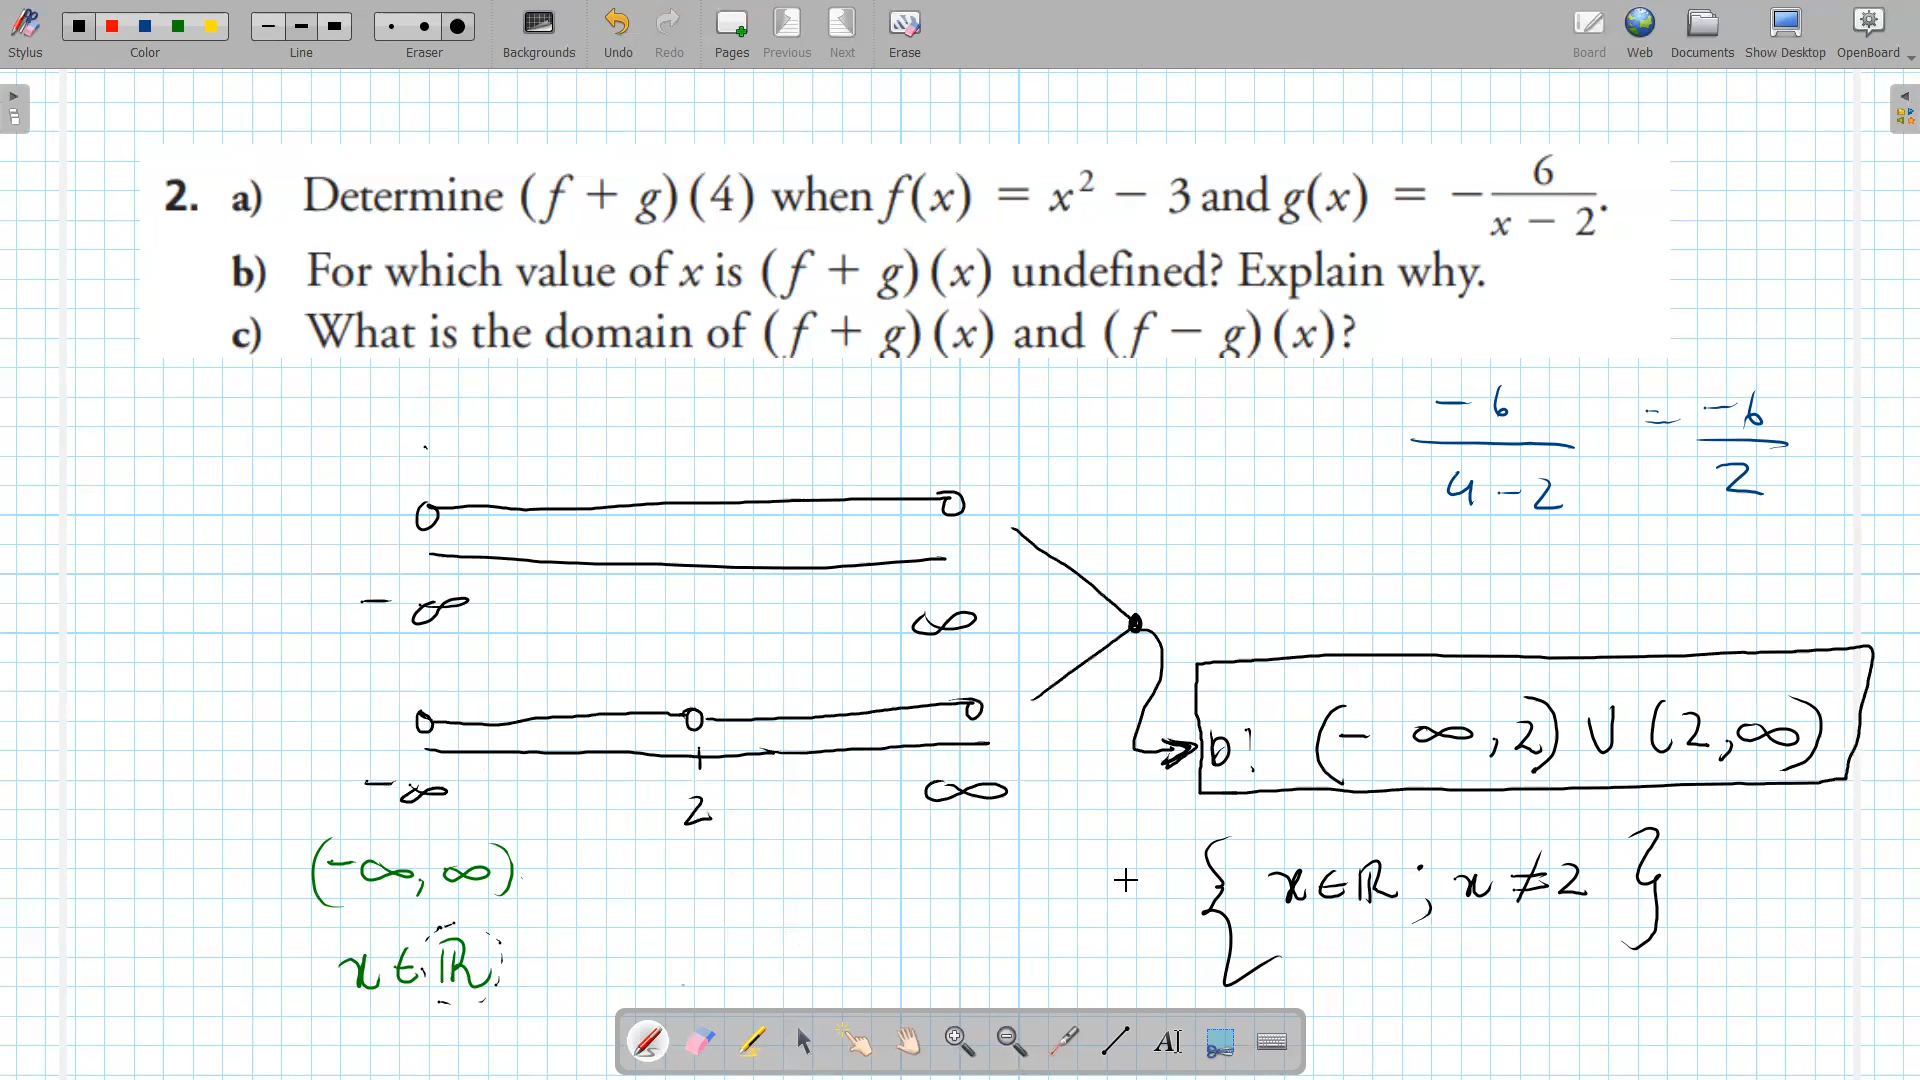 Stylus Color Line Eraser Backgrounds Undo Redo Pages Previous Next Erase Board Web Documents Show Desktop OpenBoard
2. a) Determine (f + g)(4) when f(x) = x² − 3 and g(x) = −6/(x − 2).
b) For which value of x is (f + g)(x) undefined? Explain why.
c) What is the domain of (f + g)(x) and (f − g)(x)?
−6/(4−2) = −6/2
−∞ ∞
−∞ 2 ∞
D: (−∞, 2) ∪ (2, ∞)
(−∞, ∞)
{x ∈ ℝ; x ≠ 2}
x ∈ ℝ